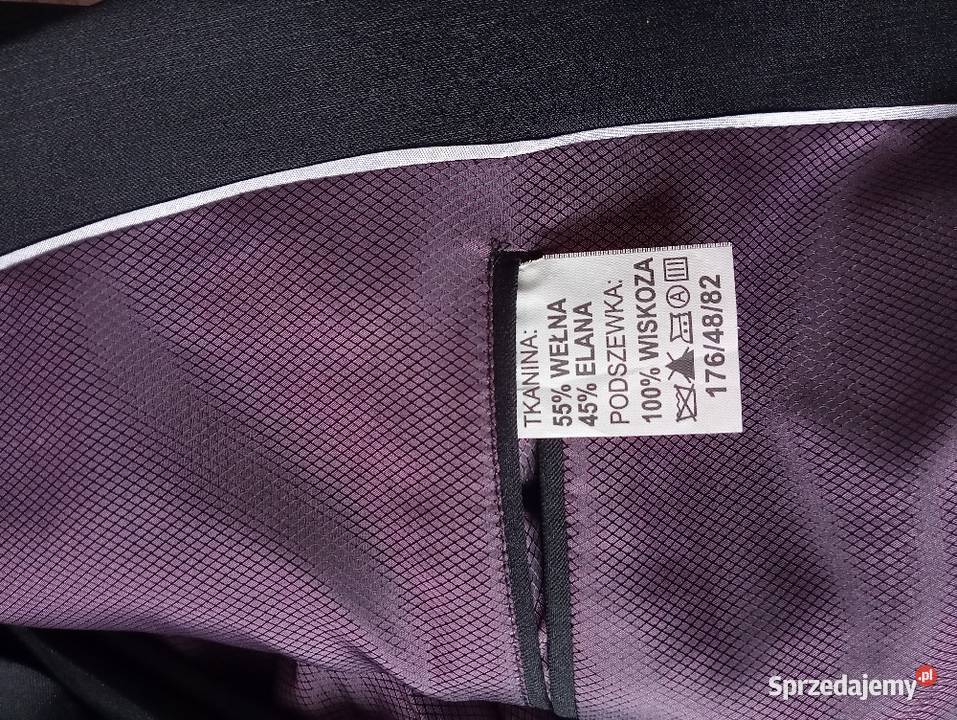 TKANINA:
55% WEŁNA
45% ELANA
PODSZEWKA:
100% WISKOZA
A
176/48/82
Sprzedajemy.pl